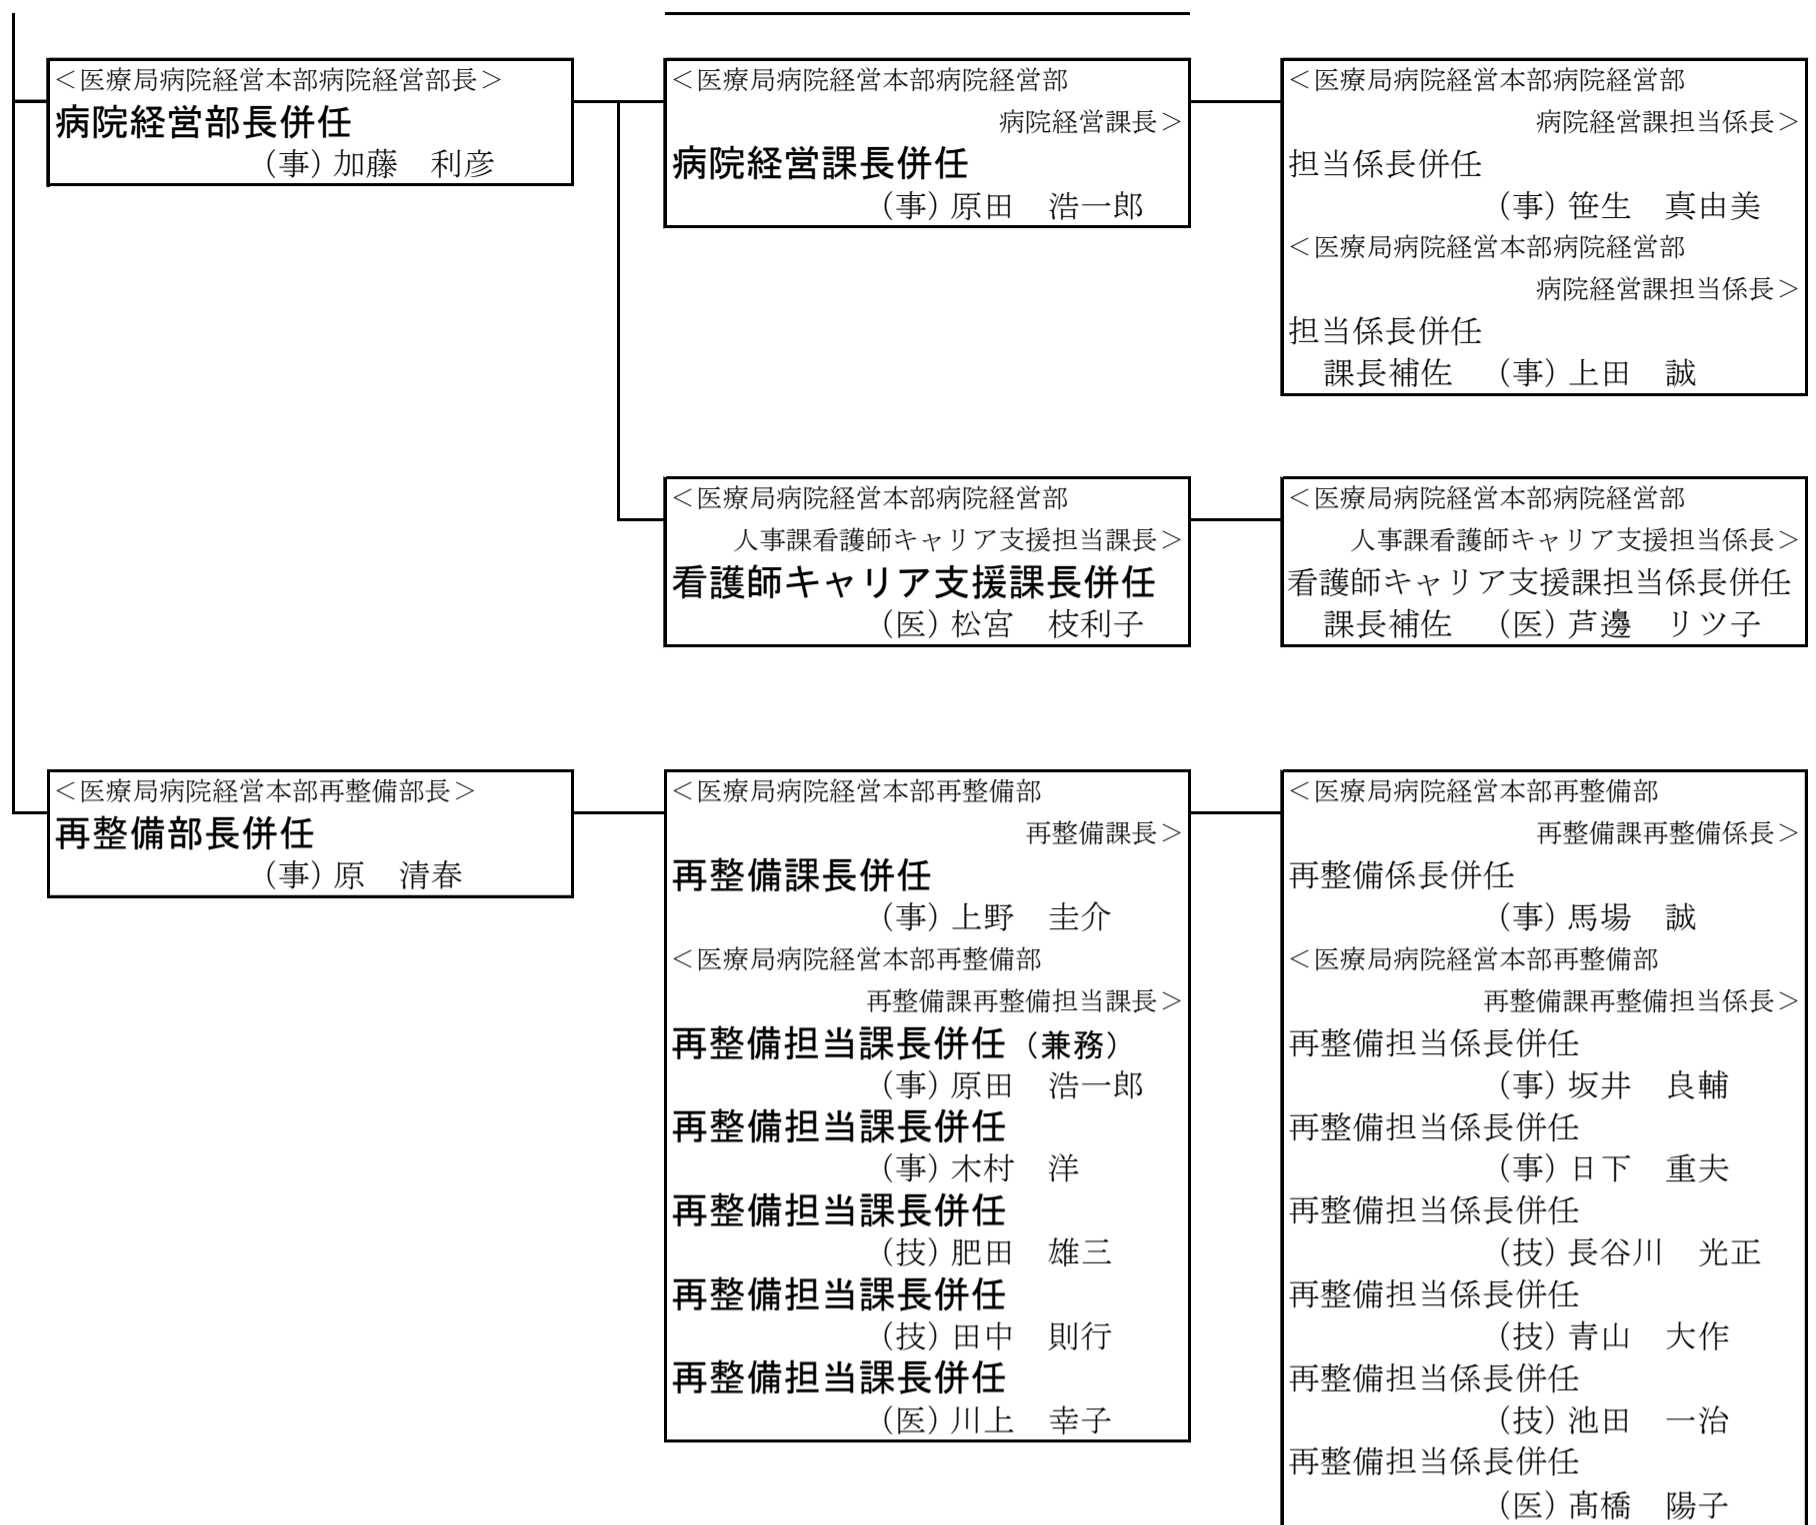 <医療局病院経営本部病院経営部長>
病院経営部長併任
(事)加藤　利彦
<医療局病院経営本部病院経営部
病院経営課長>
病院経営課長併任
(事)原田　浩一郎
<医療局病院経営本部病院経営部
病院経営課担当係長>
担当係長併任
(事)笹生　真由美
<医療局病院経営本部病院経営部
病院経営課担当係長>
担当係長併任
課長補佐　(事)上田　誠
<医療局病院経営本部病院経営部
人事課看護師キャリア支援担当課長>
看護師キャリア支援課長併任
(医)松宮　枝利子
<医療局病院経営本部病院経営部
人事課看護師キャリア支援担当係長>
看護師キャリア支援課担当係長併任
課長補佐　(医)芦邊　リツ子
<医療局病院経営本部再整備部長>
再整備部長併任
(事)原　清春
<医療局病院経営本部再整備部
再整備課長>
再整備課長併任
(事)上野　圭介
<医療局病院経営本部再整備部
再整備課再整備担当課長>
再整備担当課長併任(兼務)
(事)原田　浩一郎
再整備担当課長併任
(事)木村　洋
再整備担当課長併任
(技)肥田　雄三
再整備担当課長併任
(技)田中　則行
再整備担当課長併任
(医)川上　幸子
<医療局病院経営本部再整備部
再整備課再整備係長>
再整備係長併任
(事)馬場　誠
<医療局病院経営本部再整備部
再整備課再整備担当係長>
再整備担当係長併任
(事)坂井　良輔
再整備担当係長併任
(事)日下　重夫
再整備担当係長併任
(技)長谷川　光正
再整備担当係長併任
(技)青山　大作
再整備担当係長併任
(技)池田　一治
再整備担当係長併任
(医)髙橋　陽子